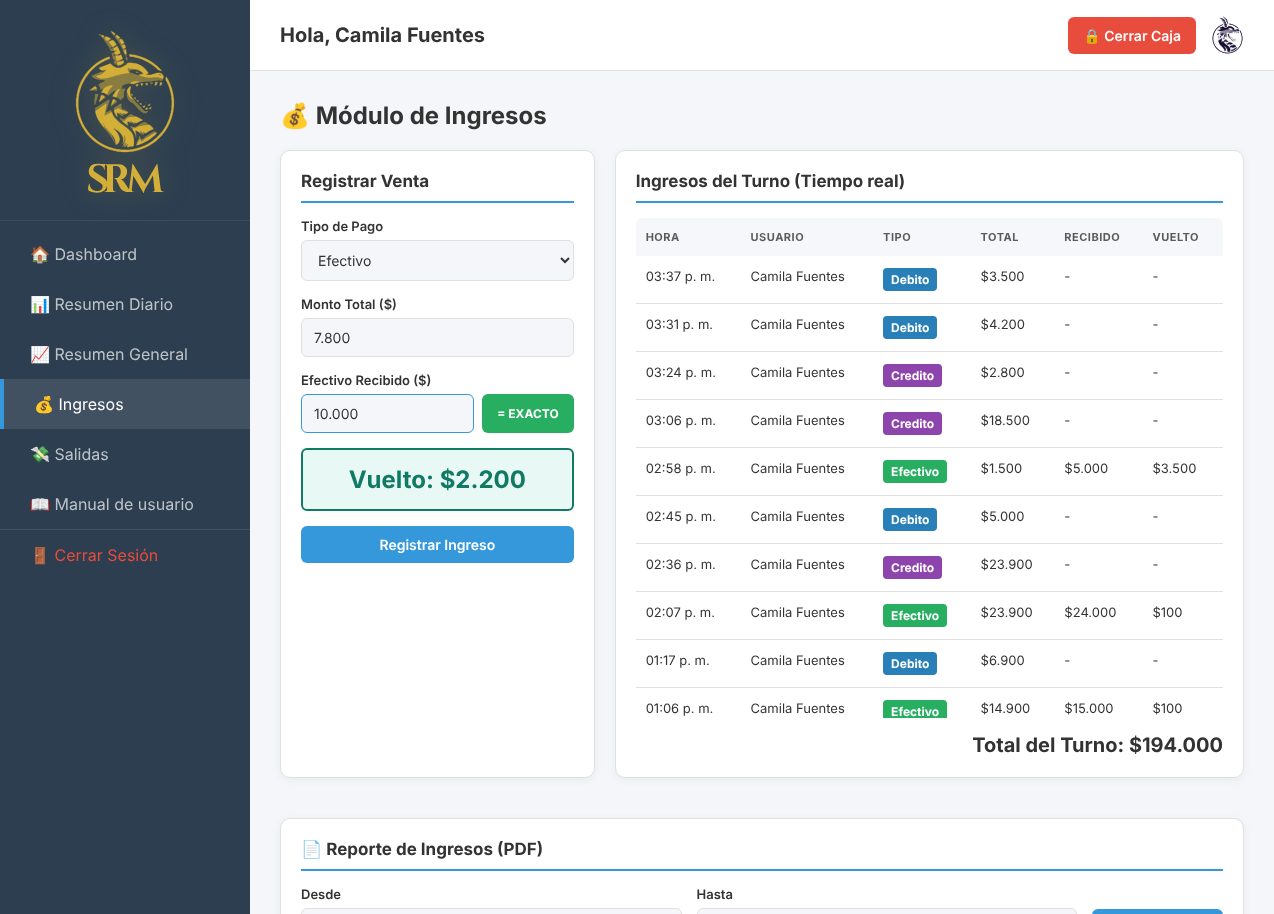 SRM
🏠 Dashboard
📊 Resumen Diario
📈 Resumen General
💰 Ingresos
💸 Salidas
📖 Manual de usuario
🚪 Cerrar Sesión
Hola, Camila Fuentes
🔒 Cerrar Caja
💰 Módulo de Ingresos
Registrar Venta
Tipo de Pago
Efectivo
Monto Total ($)
7.800
Efectivo Recibido ($)
10.000
= EXACTO
Vuelto: $2.200
Registrar Ingreso
Ingresos del Turno (Tiempo real)
HORA USUARIO TIPO TOTAL RECIBIDO VUELTO
03:37 p. m. Camila Fuentes Debito $3.500 - -
03:31 p. m. Camila Fuentes Debito $4.200 - -
03:24 p. m. Camila Fuentes Credito $2.800 - -
03:06 p. m. Camila Fuentes Credito $18.500 - -
02:58 p. m. Camila Fuentes Efectivo $1.500 $5.000 $3.500
02:45 p. m. Camila Fuentes Debito $5.000 - -
02:36 p. m. Camila Fuentes Credito $23.900 - -
02:07 p. m. Camila Fuentes Efectivo $23.900 $24.000 $100
01:17 p. m. Camila Fuentes Debito $6.900 - -
01:06 p. m. Camila Fuentes Efectivo $14.900 $15.000 $100
Total del Turno: $194.000
📄 Reporte de Ingresos (PDF)
Desde
Hasta